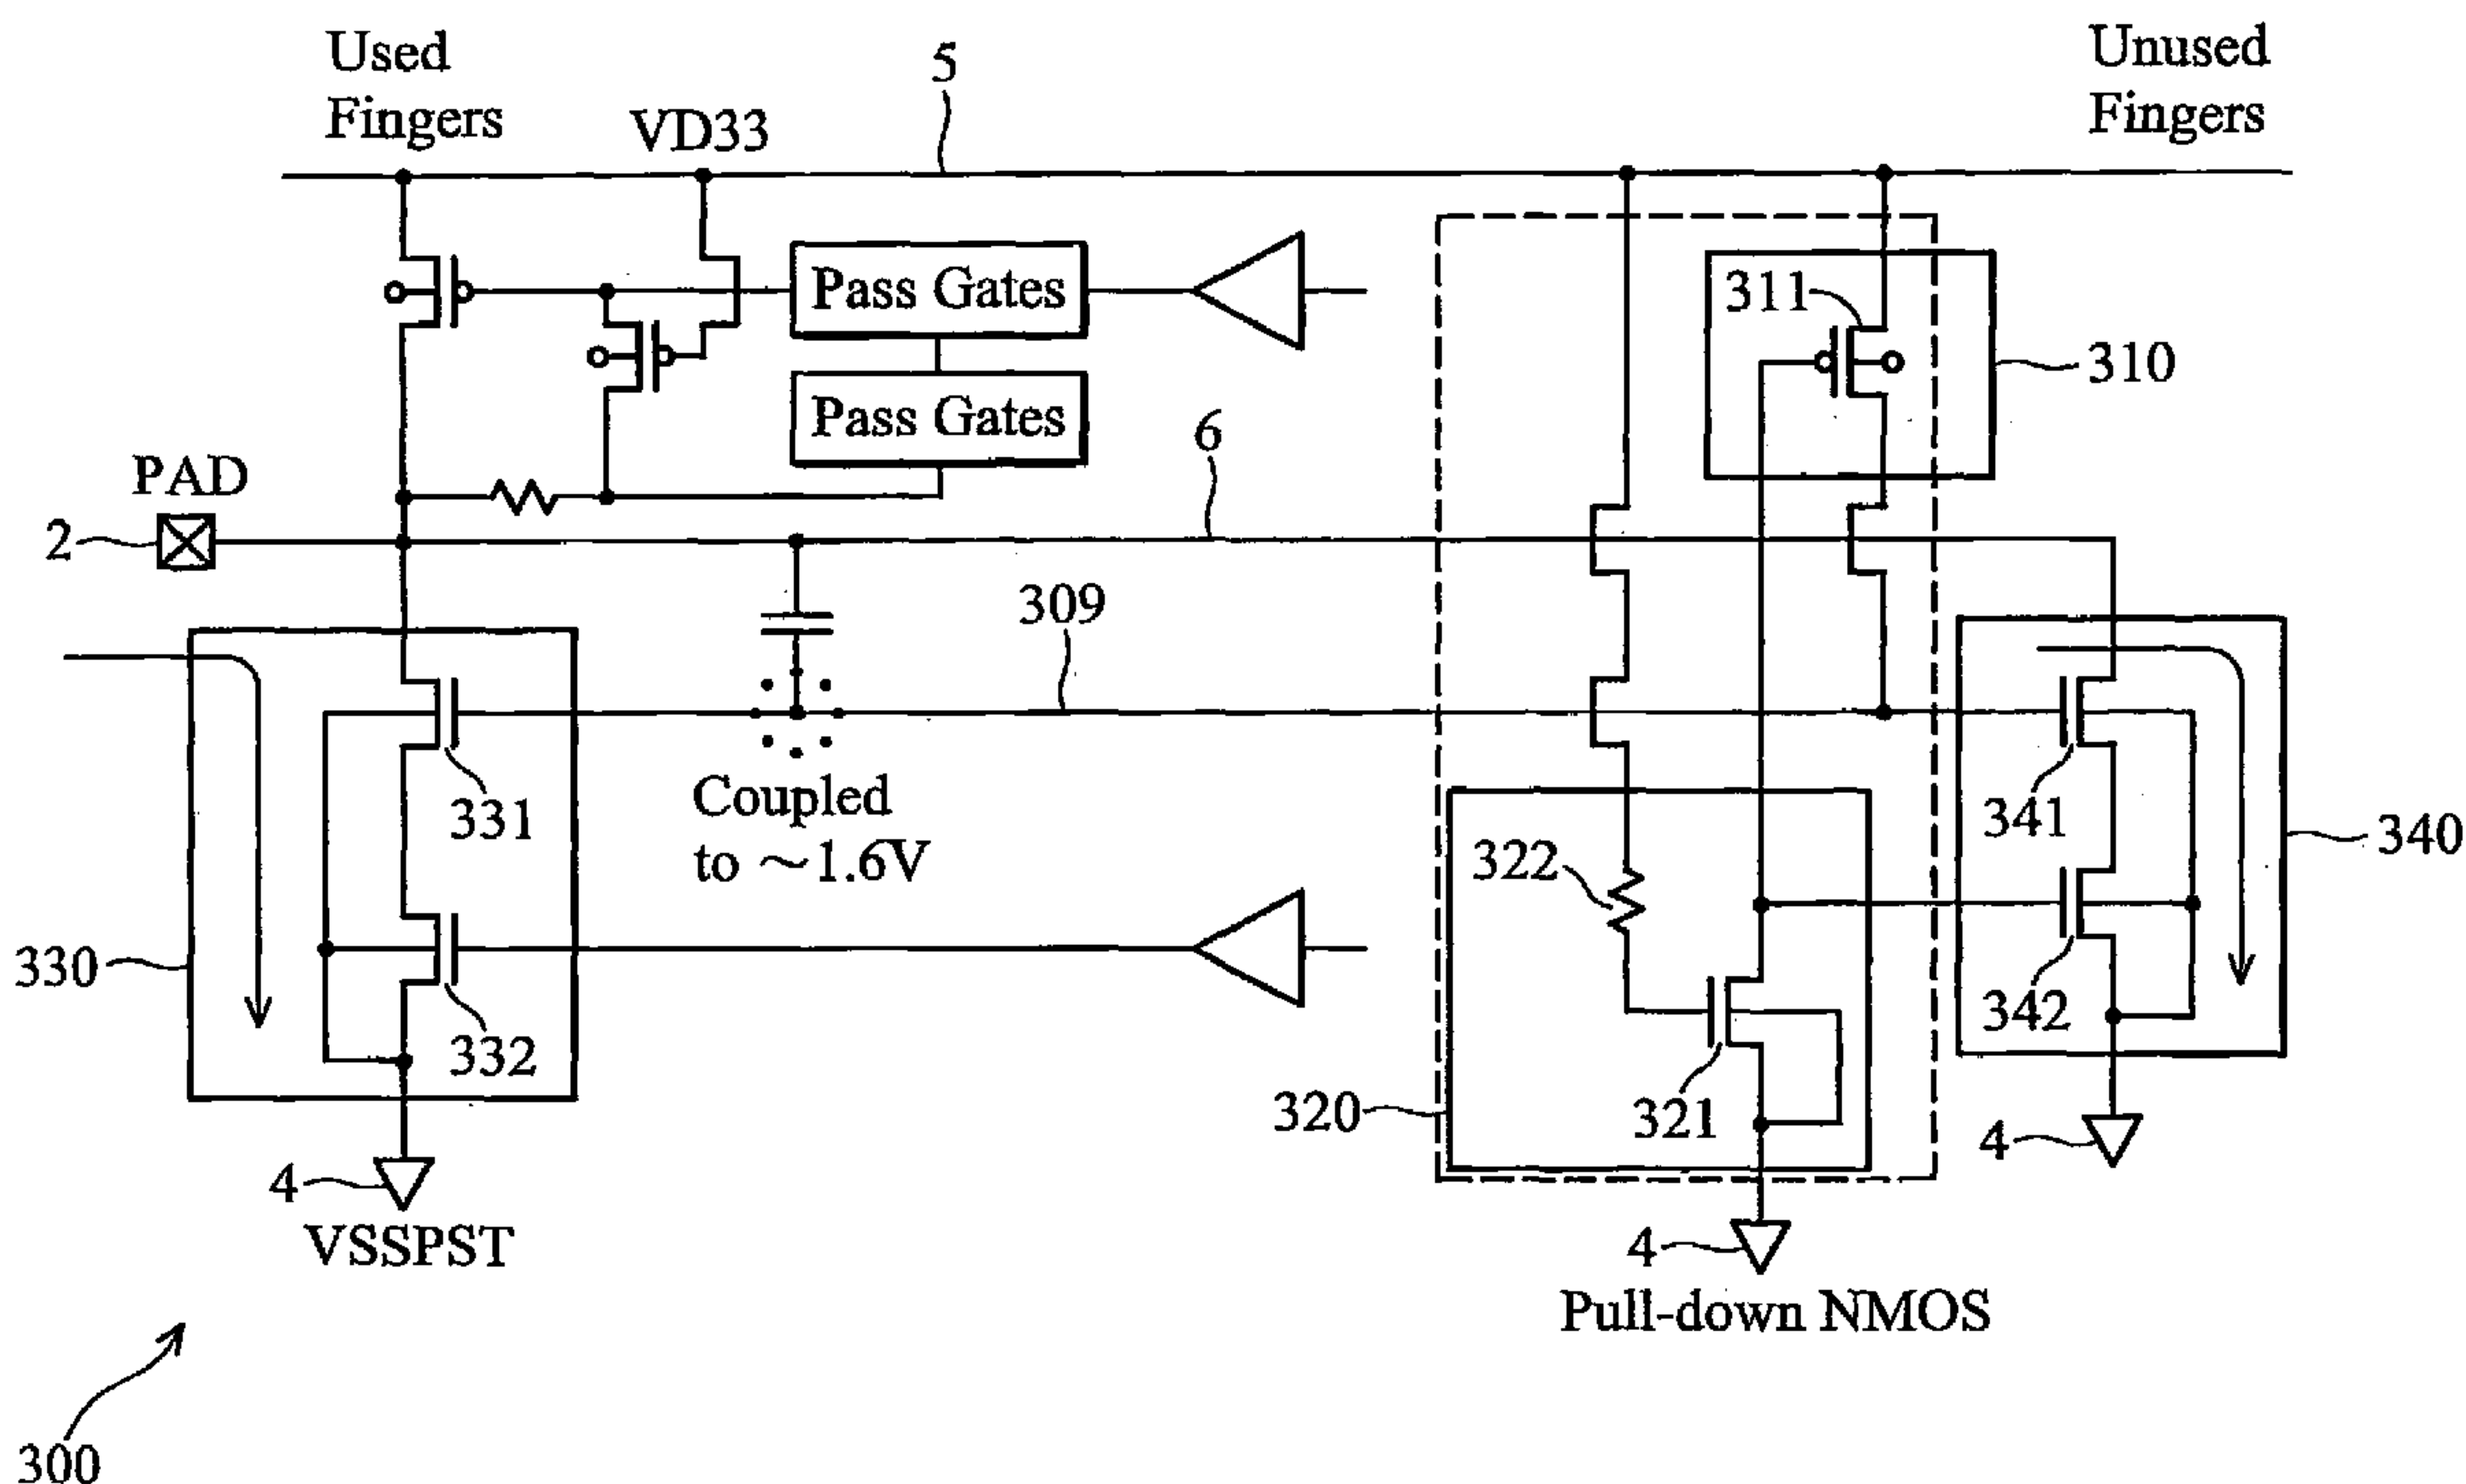 Used
Fingers
VD33
5
Unused
Fingers
Pass Gates
311
310
Pass Gates
6
PAD
2
309
331
Coupled
to ~1.6V
341
340
322
330
332
342
320
321
4
4
VSSPST
4
Pull-down NMOS
300